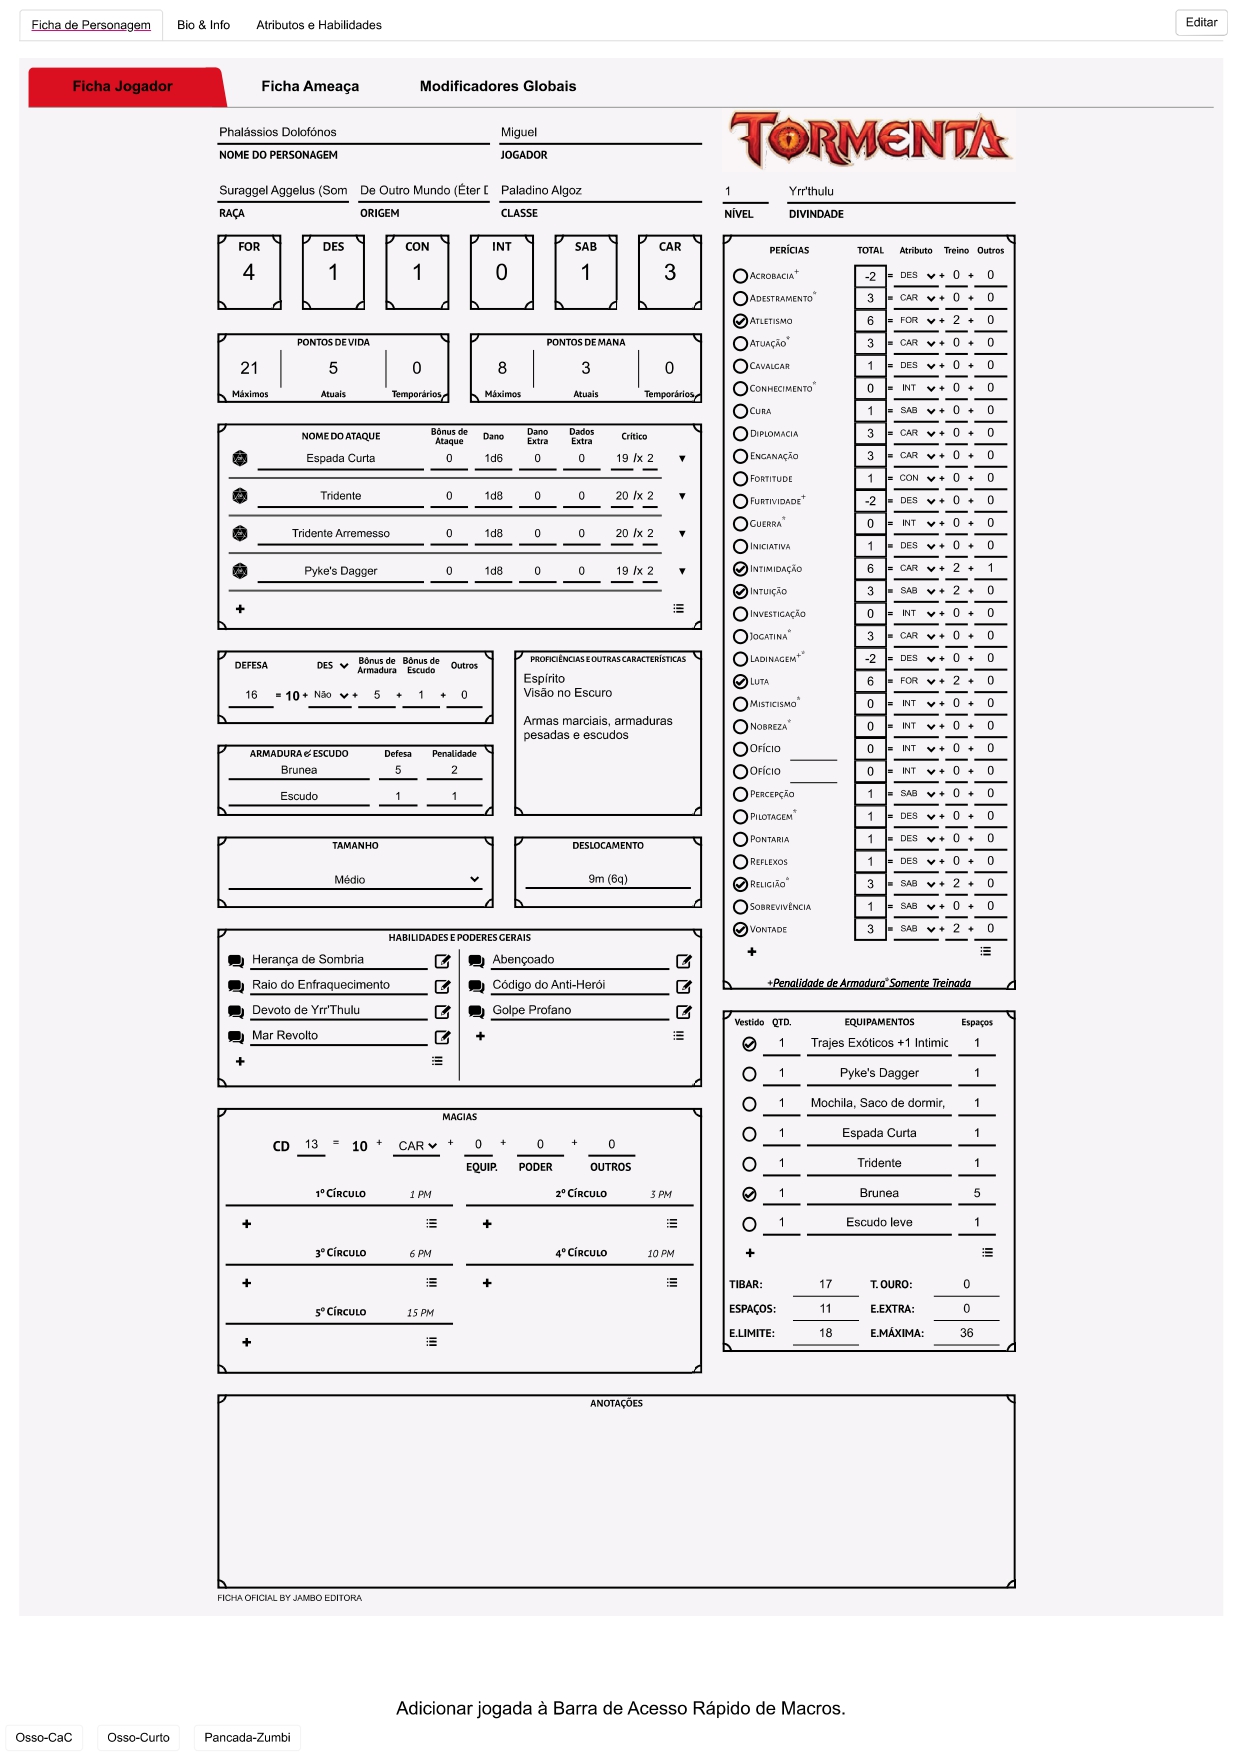 Ficha de Personagem Bio & Info Atributos e Habilidades Editar
Ficha Jogador Ficha Ameaça Modificadores Globais
Phalássios Dolofónos Miguel
NOME DO PERSONAGEM JOGADOR
TORMENTA
Suraggel Aggelus (Som De Outro Mundo (Éter D Paladino Algoz 1 Yrr'thulu
RAÇA ORIGEM CLASSE NÍVEL DIVINDADE
FOR DES CON INT SAB CAR
4 1 1 0 1 3
PONTOS DE VIDA
21 5 0
Máximos Atuais Temporários
PONTOS DE MANA
8 3 0
Máximos Atuais Temporários
NOME DO ATAQUE Bônus de Ataque Dano Dano Extra Dados Extra Crítico
Espada Curta 0 1d6 0 0 19 /x 2
Tridente 0 1d8 0 0 20 /x 2
Tridente Arremesso 0 1d8 0 0 20 /x 2
Pyke's Dagger 0 1d8 0 0 19 /x 2
+
DEFESA DES Bônus de Armadura Bônus de Escudo Outros
16 = 10 + Não + 5 + 1 + 0
ARMADURA & ESCUDO Defesa Penalidade
Brunea 5 2
Escudo 1 1
PROFICIÊNCIAS E OUTRAS CARACTERÍSTICAS
Espírito
Visão no Escuro
Armas marciais, armaduras
pesadas e escudos
TAMANHO
Médio
DESLOCAMENTO
9m (6q)
HABILIDADES E PODERES GERAIS
Herança de Sombria
Raio do Enfraquecimento
Devoto de Yrr'Thulu
Mar Revolto
+
Abençoado
Código do Anti-Herói
Golpe Profano
+
MAGIAS
CD 13 = 10 + CAR + 0 + 0 + 0
EQUIP. PODER OUTROS
1º CÍRCULO 1 PM 2º CÍRCULO 3 PM
+ +
3º CÍRCULO 6 PM 4º CÍRCULO 10 PM
+ +
5º CÍRCULO 15 PM
+
PERÍCIAS TOTAL Atributo Treino Outros
ACROBACIA+ -2 = DES + 0 + 0
ADESTRAMENTO* 3 = CAR + 0 + 0
ATLETISMO 6 = FOR + 2 + 0
ATUAÇÃO* 3 = CAR + 0 + 0
CAVALGAR 1 = DES + 0 + 0
CONHECIMENTO* 0 = INT + 0 + 0
CURA 1 = SAB + 0 + 0
DIPLOMACIA 3 = CAR + 0 + 0
ENGANAÇÃO 3 = CAR + 0 + 0
FORTITUDE 1 = CON + 0 + 0
FURTIVIDADE+ -2 = DES + 0 + 0
GUERRA* 0 = INT + 0 + 0
INICIATIVA 1 = DES + 0 + 0
INTIMIDAÇÃO 6 = CAR + 2 + 1
INTUIÇÃO 3 = SAB + 2 + 0
INVESTIGAÇÃO 0 = INT + 0 + 0
JOGATINA* 3 = CAR + 0 + 0
LADINAGEM+* -2 = DES + 0 + 0
LUTA 6 = FOR + 2 + 0
MISTICISMO* 0 = INT + 0 + 0
NOBREZA* 0 = INT + 0 + 0
OFÍCIO 0 = INT + 0 + 0
OFÍCIO 0 = INT + 0 + 0
PERCEPÇÃO 1 = SAB + 0 + 0
PILOTAGEM* 1 = DES + 0 + 0
PONTARIA 1 = DES + 0 + 0
REFLEXOS 1 = DES + 0 + 0
RELIGIÃO* 3 = SAB + 2 + 0
SOBREVIVÊNCIA 1 = SAB + 0 + 0
VONTADE 3 = SAB + 2 + 0
+
+Penalidade de Armadura *Somente Treinada
Vestido QTD. EQUIPAMENTOS Espaços
1 Trajes Exóticos +1 Intimic 1
1 Pyke's Dagger 1
1 Mochila, Saco de dormir, 1
1 Espada Curta 1
1 Tridente 1
1 Brunea 5
1 Escudo leve 1
+
TIBAR: 17 T. OURO: 0
ESPAÇOS: 11 E.EXTRA: 0
E.LIMITE: 18 E.MÁXIMA: 36
ANOTAÇÕES
FICHA OFICIAL BY JAMBO EDITORA
Adicionar jogada à Barra de Acesso Rápido de Macros.
Osso-CaC Osso-Curto Pancada-Zumbi